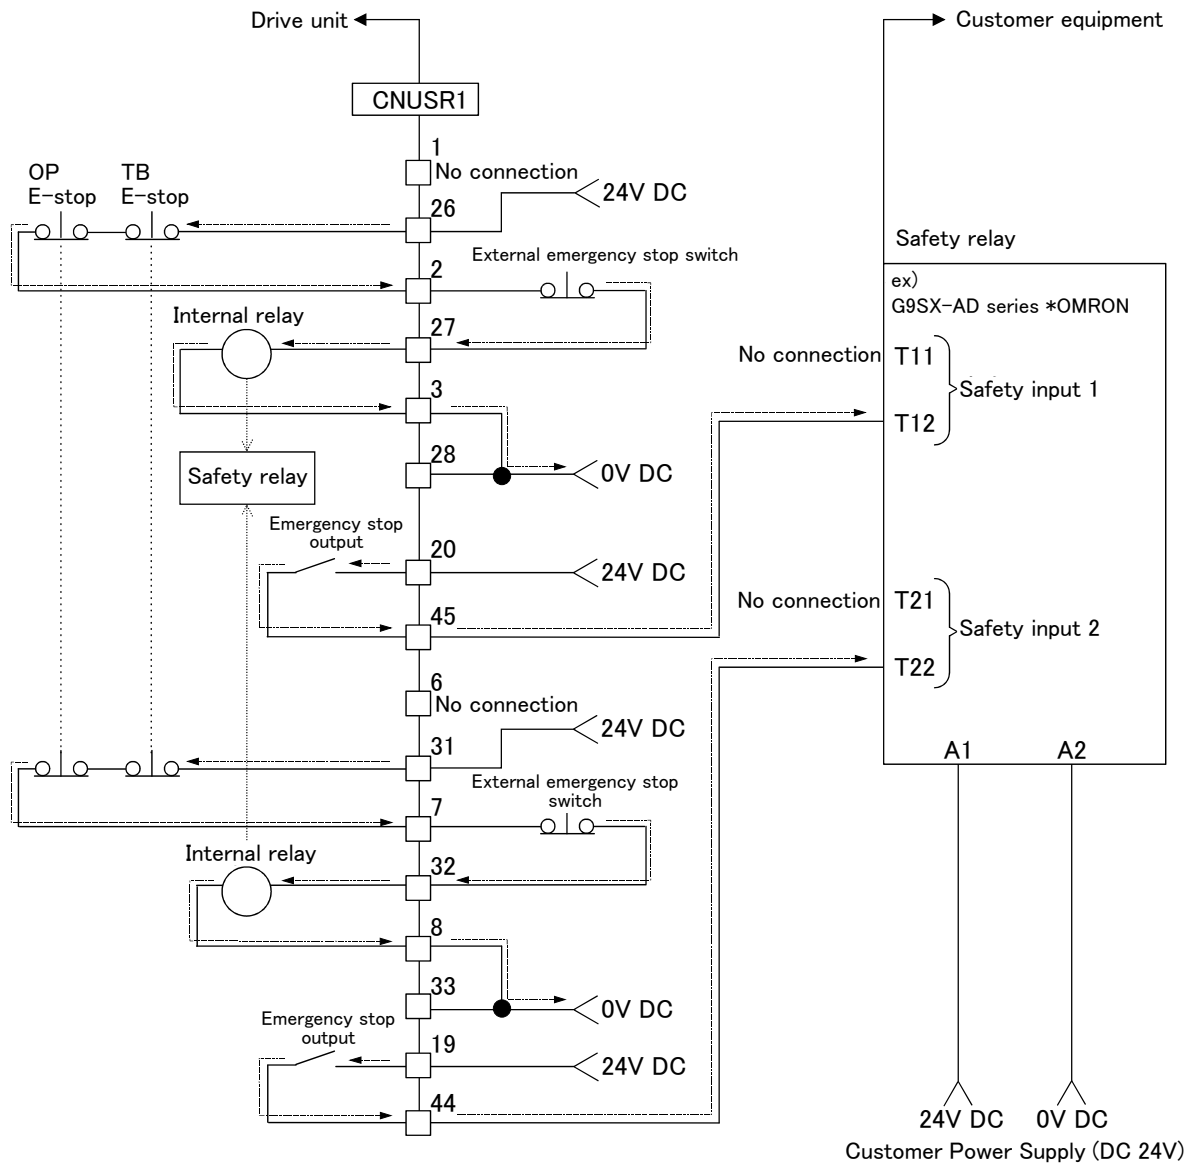 Drive unit
Customer equipment
CNUSR1
1
No connection
OP
E-stop
TB
E-stop
24V DC
26
Safety relay
External emergency stop switch
2
ex)
G9SX-AD series *OMRON
Internal relay
27
No connection
T11
Safety input 1
3
T12
28
Safety relay
0V DC
Emergency stop
output
20
24V DC
No connection
T21
45
Safety input 2
T22
6
No connection
24V DC
31
A1
A2
External emergency stop
switch
7
Internal relay
32
8
33
0V DC
Emergency stop
output
19
24V DC
44
24V DC
0V DC
Customer Power Supply (DC 24V)